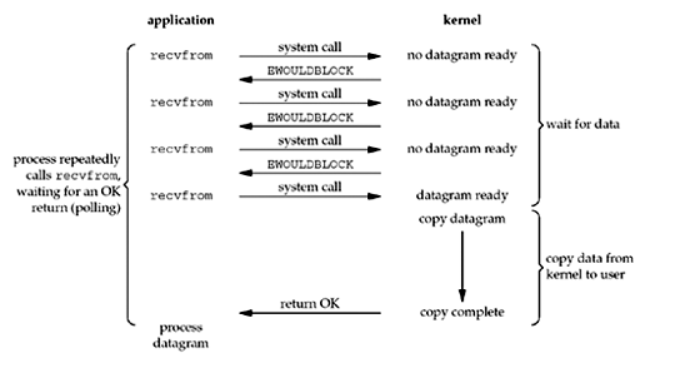 application kernel
recvfrom system call no datagram ready
EWOULDBLOCK
recvfrom system call no datagram ready
EWOULDBLOCK
recvfrom system call no datagram ready
EWOULDBLOCK
recvfrom system call datagram ready
wait for data
process repeatedly
calls recvfrom,
waiting for an OK
return (polling)
copy datagram
copy data from
kernel to user
return OK copy complete
process
datagram